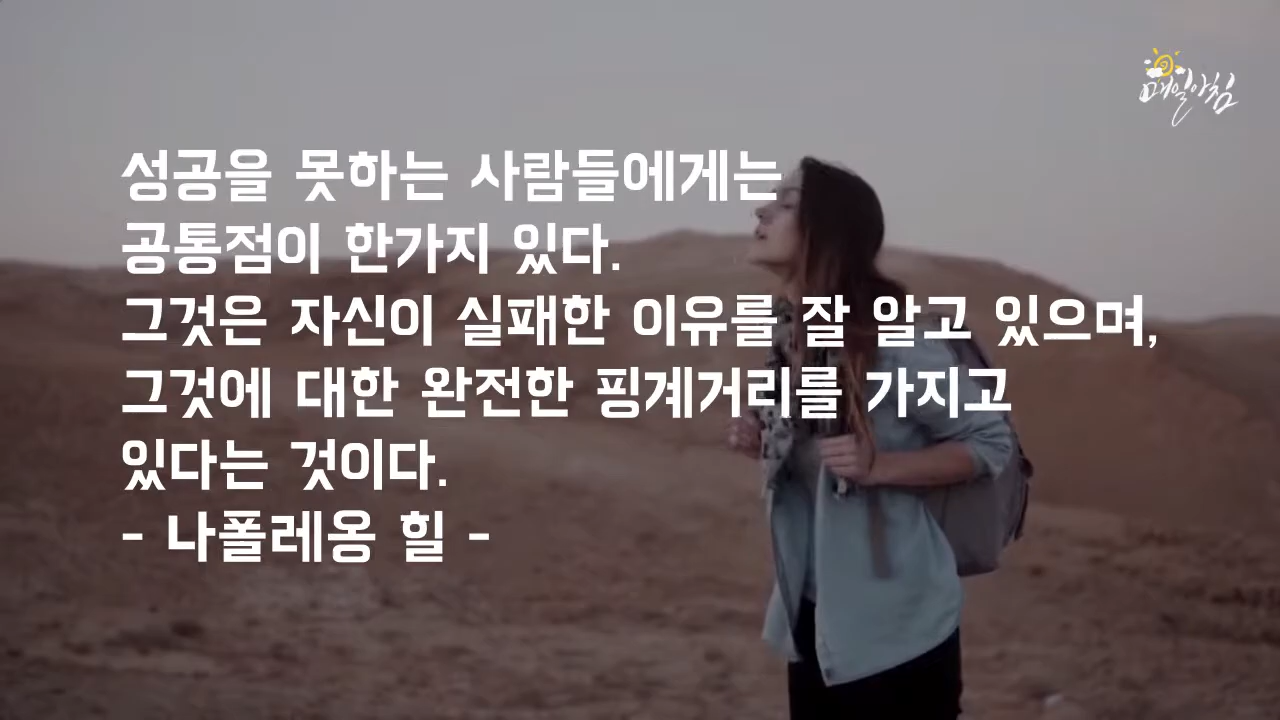 매일아침
성공을 못하는 사람들에게는
공통점이 한가지 있다.
그것은 자신이 실패한 이유를 잘 알고 있으며,
그것에 대한 완전한 핑계거리를 가지고
있다는 것이다.
- 나폴레옹 힐 -